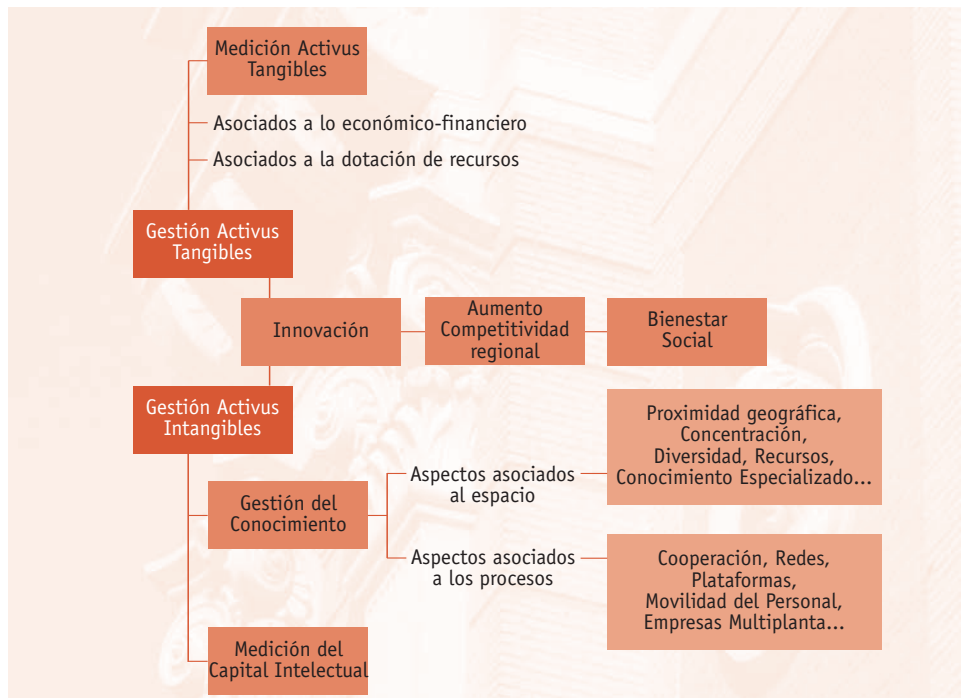 Medición Activus
Tangibles
Asociados a lo económico-financiero
Asociados a la dotación de recursos
Gestión Activus
Tangibles
Innovación
Aumento
Competitividad
regional
Bienestar
Social
Gestión Activus
Intangibles
Proximidad geográfica,
Concentración,
Diversidad, Recursos,
Conocimiento Especializado...
Aspectos asociados
al espacio
Gestión del
Conocimiento
Aspectos asociados
a los procesos
Cooperación, Redes,
Plataformas,
Movilidad del Personal,
Empresas Multiplanta...
Medición del
Capital Intelectual